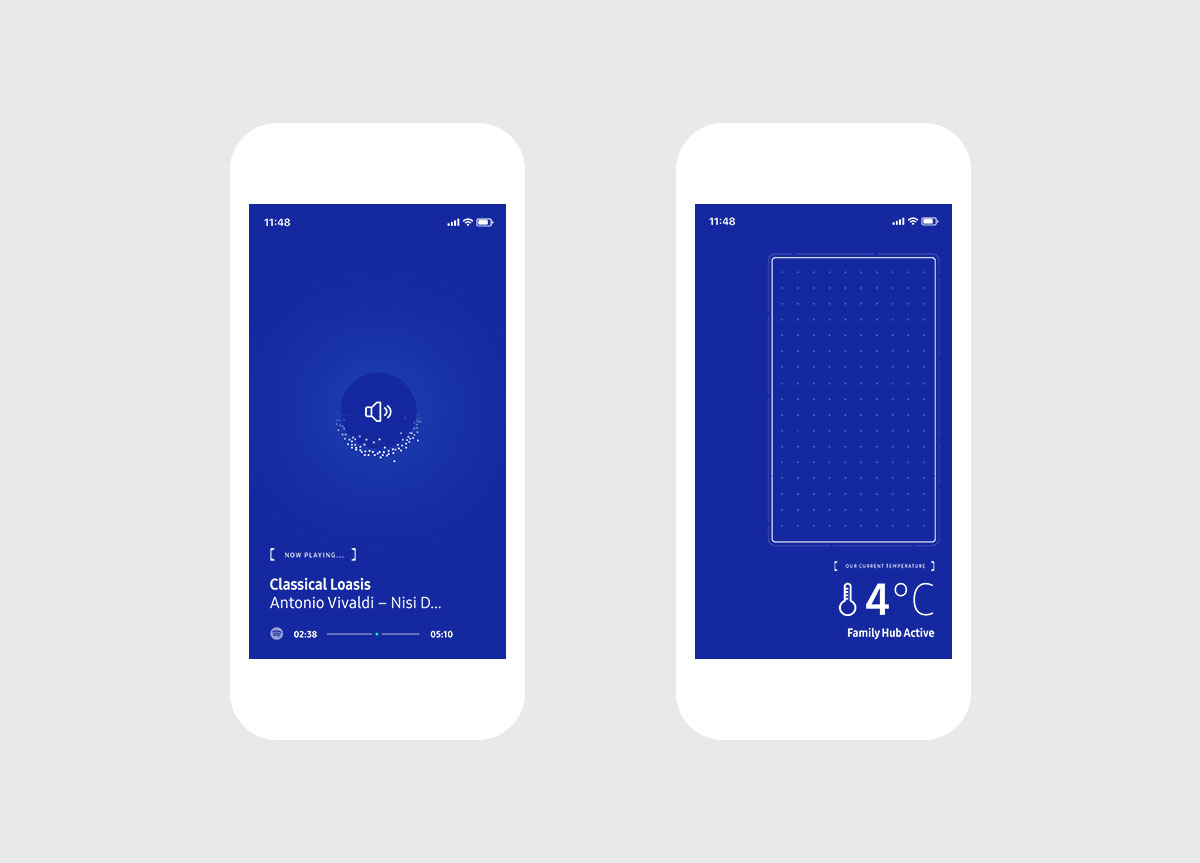 11:48
NOW PLAYING...
Classical Loasis
Antonio Vivaldi – Nisi D...
02:38
05:10
11:48
OUR CURRENT TEMPERATURE
4°C
Family Hub Active